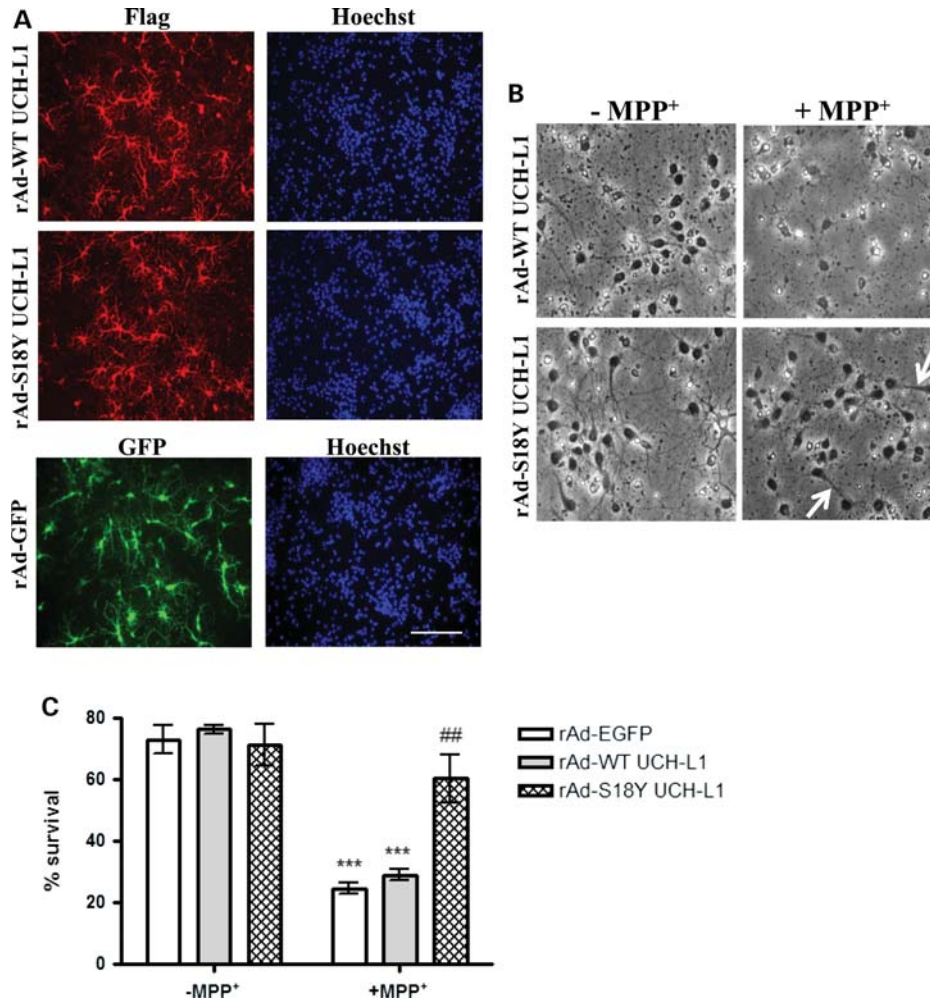 A
Flag Hoechst
rAd-WT UCH-L1
rAd-S18Y UCH-L1
GFP Hoechst
rAd-GFP
B
- MPP⁺ + MPP⁺
rAd-WT UCH-L1
rAd-S18Y UCH-L1
C
% survival
80
60
40
20
0
*** *** ##
-MPP⁺ +MPP⁺
rAd-EGFP
rAd-WT UCH-L1
rAd-S18Y UCH-L1